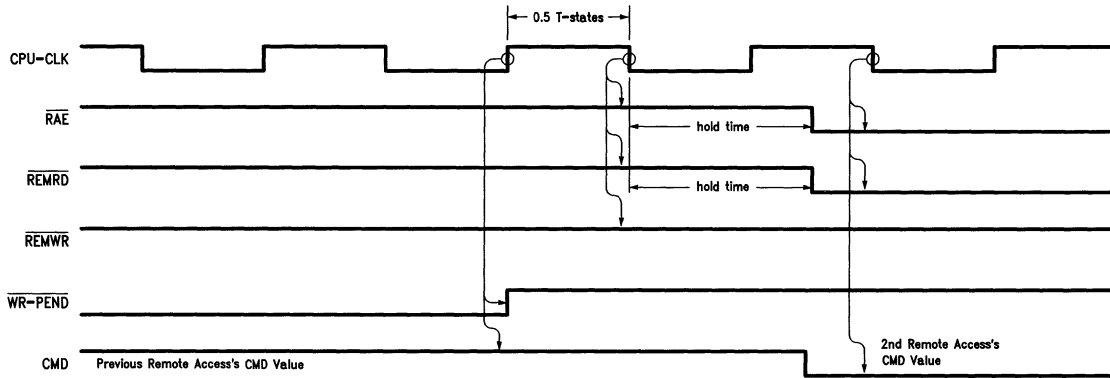 0.5 T-states
CPU-CLK
RAE
hold time
REMRD
hold time
REMWR
WR-PEND
CMD
Previous Remote Access's CMD Value
2nd Remote Access's
CMD Value